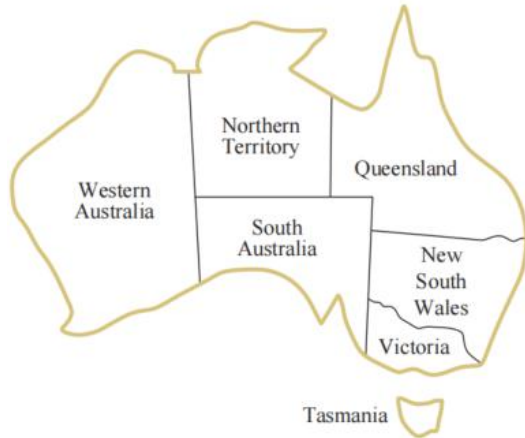 Northern
Territory
Western
Australia
Queensland
South
Australia
New
South
Wales
Victoria
Tasmania